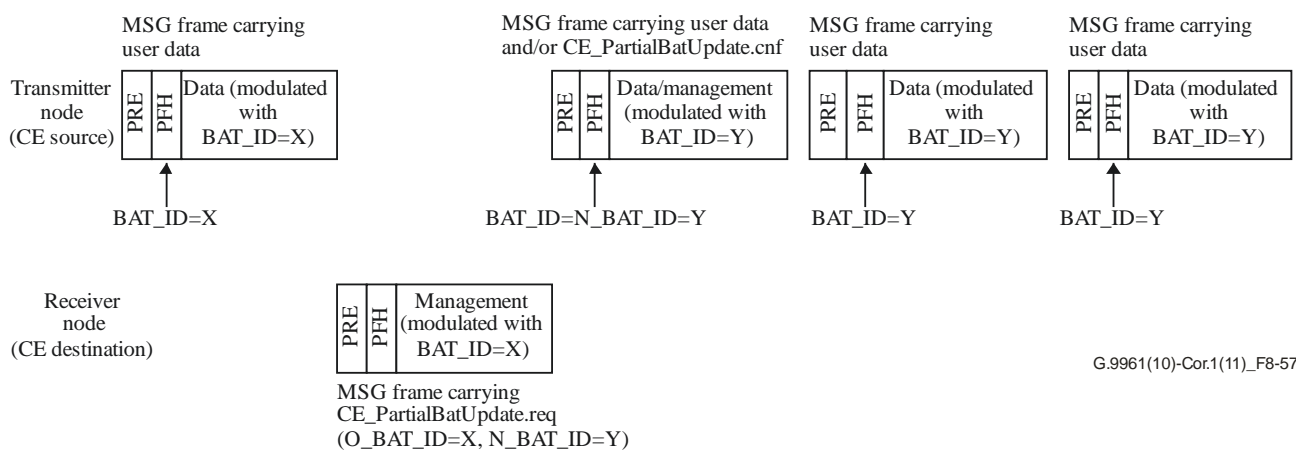 MSG frame carrying
user data
MSG frame carrying user data
and/or CE_PartialBatUpdate.cnf
MSG frame carrying
user data
MSG frame carrying
user data
Transmitter
node
(CE source)
PRE
PFH
Data (modulated
with
BAT_ID=X)
PRE
PFH
Data/management
(modulated with
BAT_ID=Y)
PRE
PFH
Data (modulated
with
BAT_ID=Y)
PRE
PFH
Data (modulated
with
BAT_ID=Y)
BAT_ID=X
BAT_ID=N_BAT_ID=Y
BAT_ID=Y
BAT_ID=Y
Receiver
node
(CE destination)
PRE
PFH
Management
(modulated with
BAT_ID=X)
G.9961(10)-Cor.1(11)_F8-57
MSG frame carrying
CE_PartialBatUpdate.req
(O_BAT_ID=X, N_BAT_ID=Y)